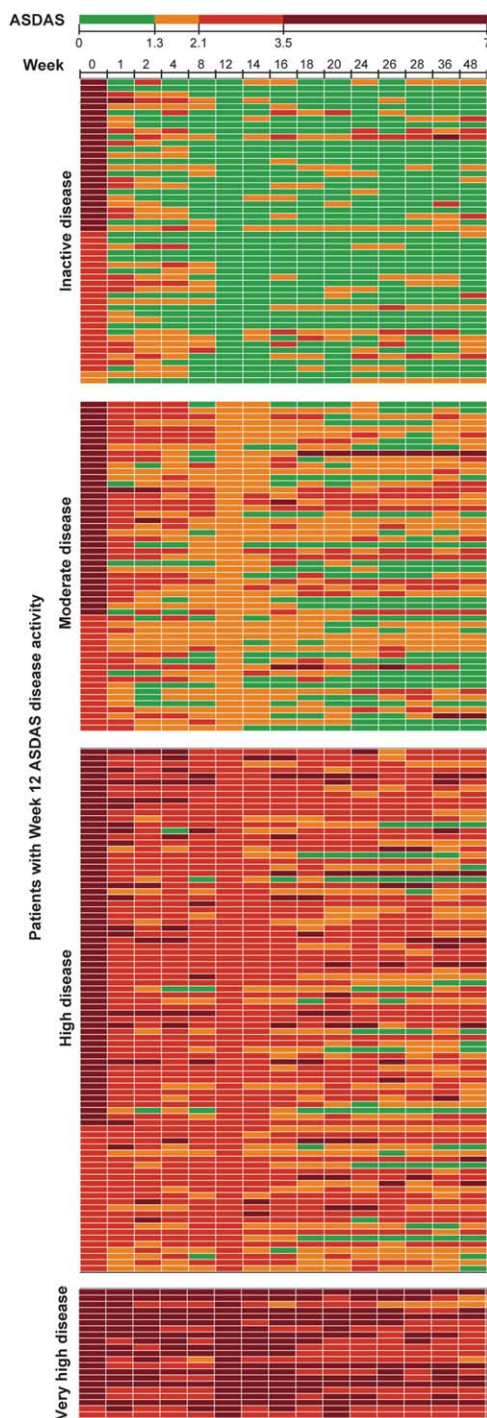 ASDAS
0 1.3 2.1 3.5 7
Week 0 1 2 4 8 12 14 16 18 20 24 26 28 36 48
Patients with Week 12 ASDAS disease activity
Inactive disease
Moderate disease
High disease
Very high disease